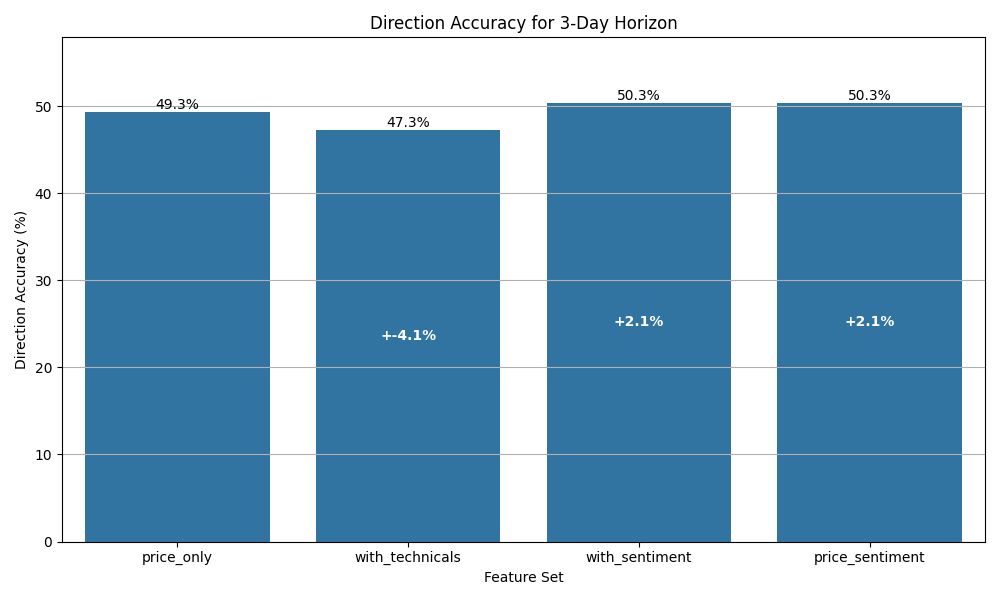 Direction Accuracy for 3-Day Horizon
Direction Accuracy (%)
50
40
30
20
10
0
49.3%
47.3%
50.3%
50.3%
+-4.1%
+2.1%
+2.1%
price_only
with_technicals
with_sentiment
price_sentiment
Feature Set